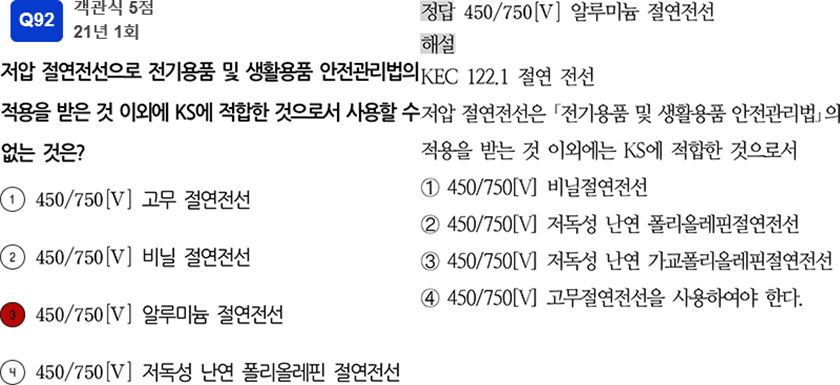 Q92
객관식 5점
21년 1회
저압 절연전선으로 전기용품 및 생활용품 안전관리법의
적용을 받은 것 이외에 KS에 적합한 것으로서 사용할 수
없는 것은?
① 450/750[V] 고무 절연전선
② 450/750[V] 비닐 절연전선
③ 450/750[V] 알루미늄 절연전선
④ 450/750[V] 저독성 난연 폴리올레핀 절연전선
정답 450/750[V] 알루미늄 절연전선
해설
KEC 122.1 절연 전선
저압 절연전선은 「전기용품 및 생활용품 안전관리법」의
적용을 받는 것 이외에는 KS에 적합한 것으로서
① 450/750[V] 비닐절연전선
② 450/750[V] 저독성 난연 폴리올레핀절연전선
③ 450/750[V] 저독성 난연 가교폴리올레핀절연전선
④ 450/750[V] 고무절연전선을 사용하여야 한다.